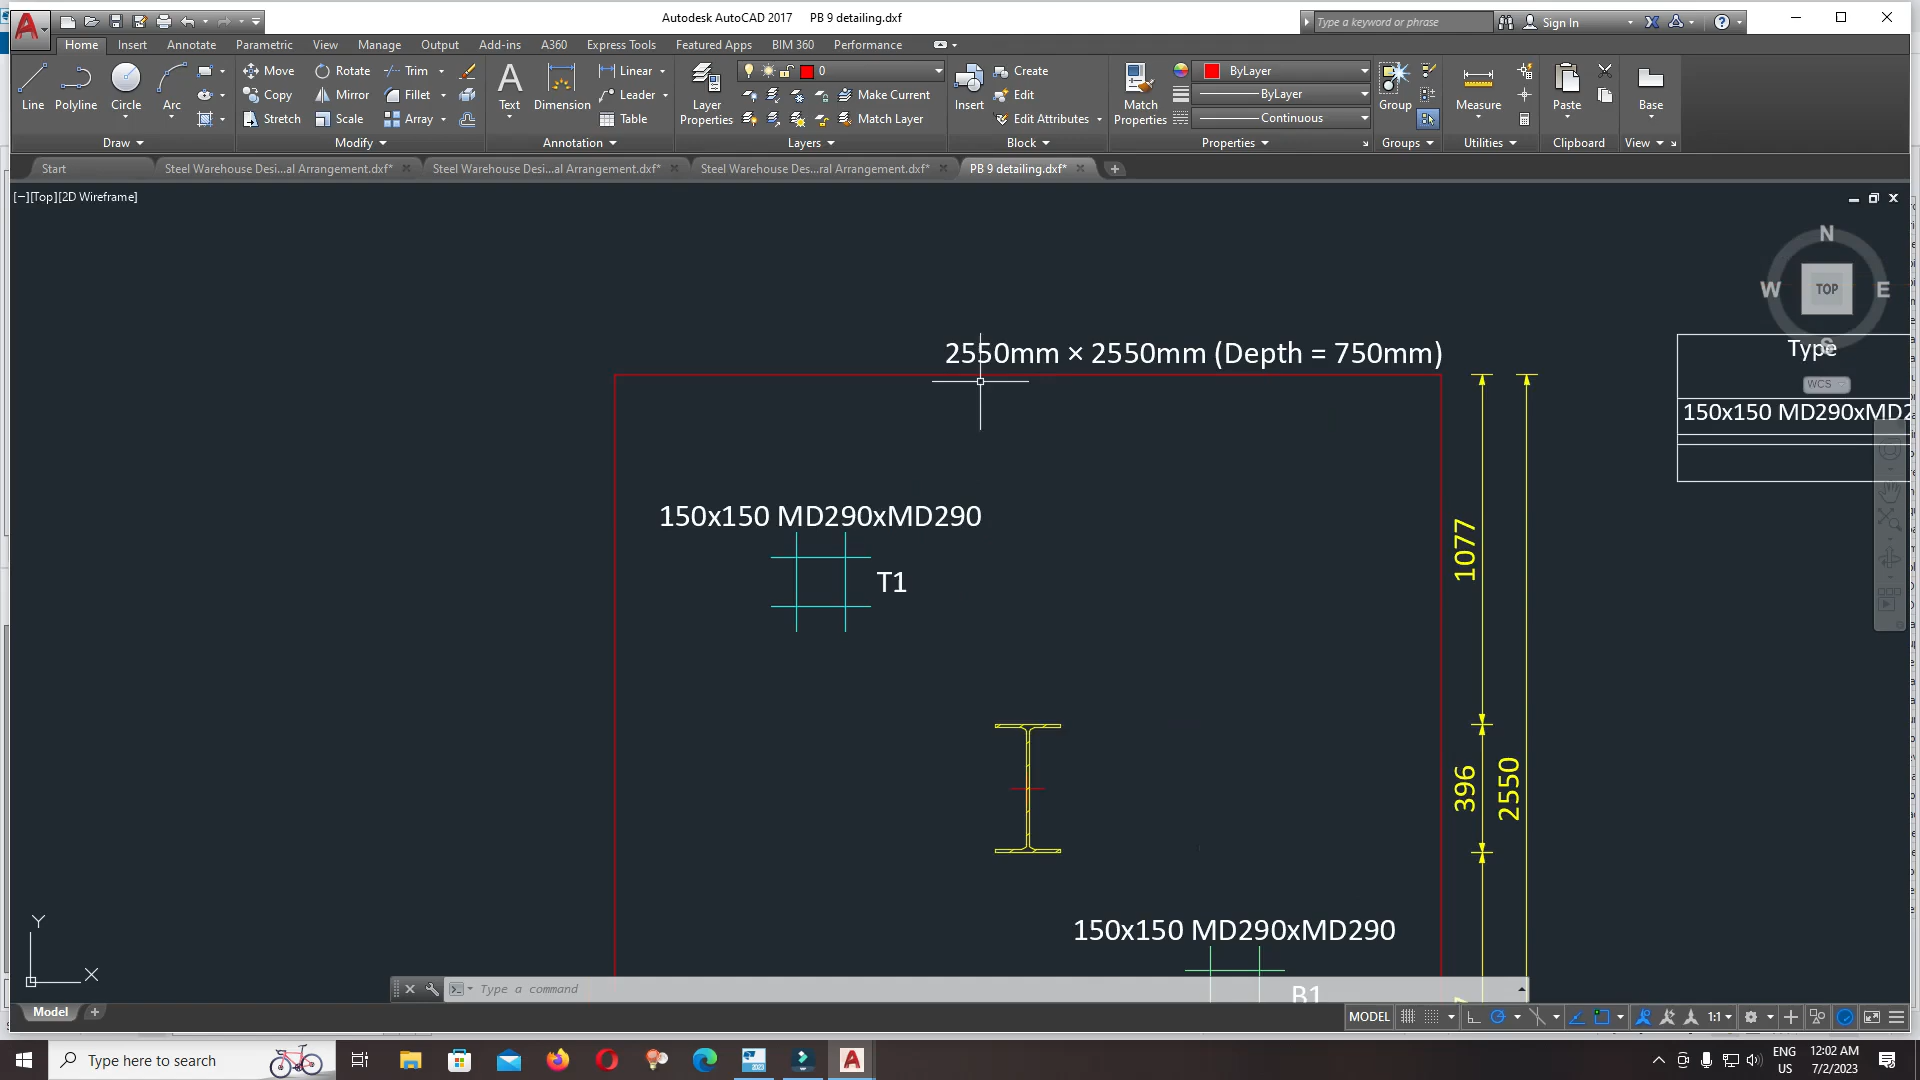 Autodesk AutoCAD 2017 PB 9 detailing.dxf
Type a keyword or phrase
Sign In
Home Insert Annotate Parametric View Manage Output Add-ins A360 Express Tools Featured Apps BIM 360 Performance
Line Polyline Circle Arc
Draw
Move Rotate Trim
Copy Mirror Fillet
Stretch Scale Array
Modify
Text Dimension
Linear
Leader
Table
Annotation
Layer Properties
0
Make Current
Match Layer
Layers
Insert
Create
Edit
Edit Attributes
Block
Match Properties
ByLayer
ByLayer
Continuous
Properties
Group
Groups
Measure
Utilities
Paste
Clipboard
Base
View
Start
Steel Warehouse Desi...al Arrangement.dxf*
Steel Warehouse Desi...al Arrangement.dxf*
Steel Warehouse Des...ral Arrangement.dxf*
PB 9 detailing.dxf*
[−][Top][2D Wireframe]
N
W TOP E
S
WCS
2550mm × 2550mm (Depth = 750mm)
Type
150x150 MD290xMD2
150x150 MD290xMD290
T1
1077
396
2550
150x150 MD290xMD290
B1
7
Y
X
Type a command
Model
MODEL
1:1
Type here to search
ENG
US
12:02 AM
7/2/2023